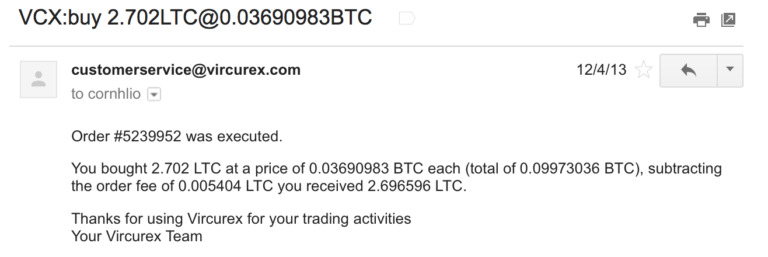 VCX:buy 2.702LTC@0.03690983BTC
customerservice@vircurex.com
12/4/13
to cornhlio
Order #5239952 was executed.
You bought 2.702 LTC at a price of 0.03690983 BTC each (total of 0.09973036 BTC), subtracting
the order fee of 0.005404 LTC you received 2.696596 LTC.
Thanks for using Vircurex for your trading activities
Your Vircurex Team